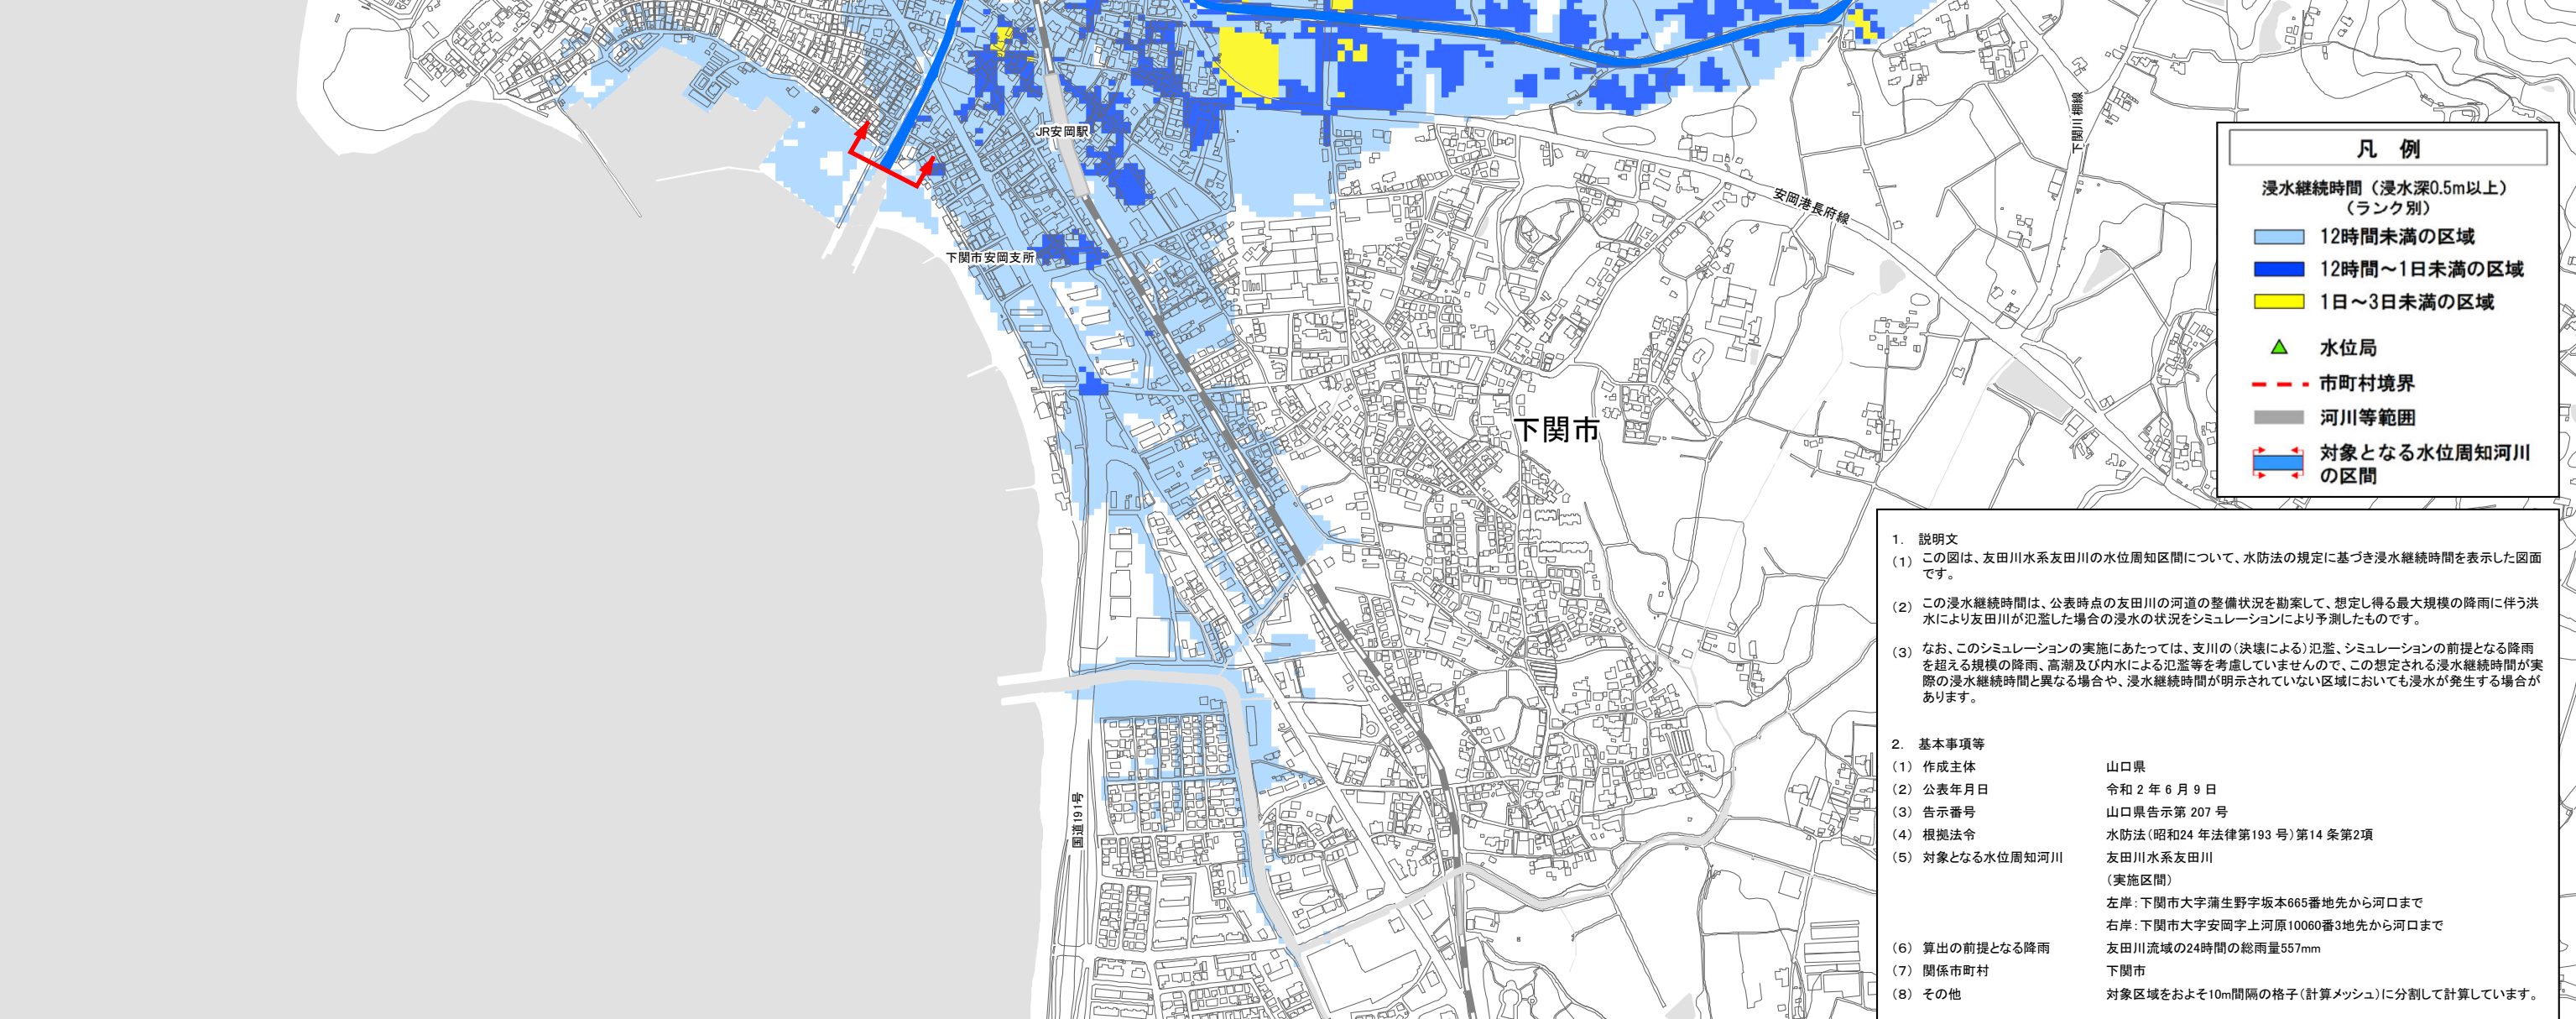 JR安岡駅
下関川棚線
安岡港長府線
下関市安岡支所
下関市
国道191号
凡 例
浸水継続時間（浸水深0.5m以上）
（ランク別）
12時間未満の区域
12時間～1日未満の区域
1日～3日未満の区域
水位局
市町村境界
河川等範囲
対象となる水位周知河川
の区間
1. 説明文
(1) この図は、友田川水系友田川の水位周知区間について、水防法の規定に基づき浸水継続時間を表示した図面
です。
(2) この浸水継続時間は、公表時点の友田川の河道の整備状況を勘案して、想定し得る最大規模の降雨に伴う洪
水により友田川が氾濫した場合の浸水の状況をシミュレーションにより予測したものです。
(3) なお、このシミュレーションの実施にあたっては、支川の（決壊による）氾濫、シミュレーションの前提となる降雨
を超える規模の降雨、高潮及び内水による氾濫等を考慮していませんので、この想定される浸水継続時間が実
際の浸水継続時間と異なる場合や、浸水継続時間が明示されていない区域においても浸水が発生する場合が
あります。
2. 基本事項等
(1) 作成主体 山口県
(2) 公表年月日 令和 2 年 6 月 9 日
(3) 告示番号 山口県告示第 207 号
(4) 根拠法令 水防法（昭和24 年法律第193 号）第14 条第2項
(5) 対象となる水位周知河川 友田川水系友田川
（実施区間）
左岸：下関市大字蒲生野字坂本665番地先から河口まで
右岸：下関市大字安岡字上河原10060番3地先から河口まで
(6) 算出の前提となる降雨 友田川流域の24時間の総雨量557mm
(7) 関係市町村 下関市
(8) その他 対象区域をおよそ10m間隔の格子（計算メッシュ）に分割して計算しています。